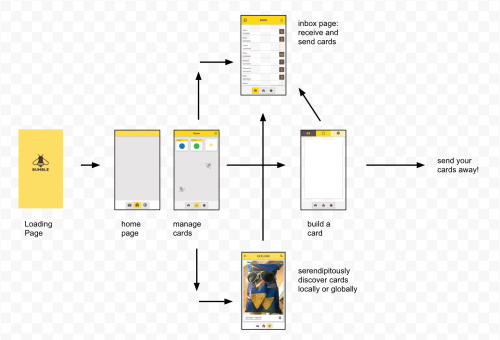 inbox page:
receive and
send cards
BUMBLE
send your
cards away!
Loading
Page
home
page
manage
cards
build a
card
EXPLORE
serendipitously
discover cards
locally or globally